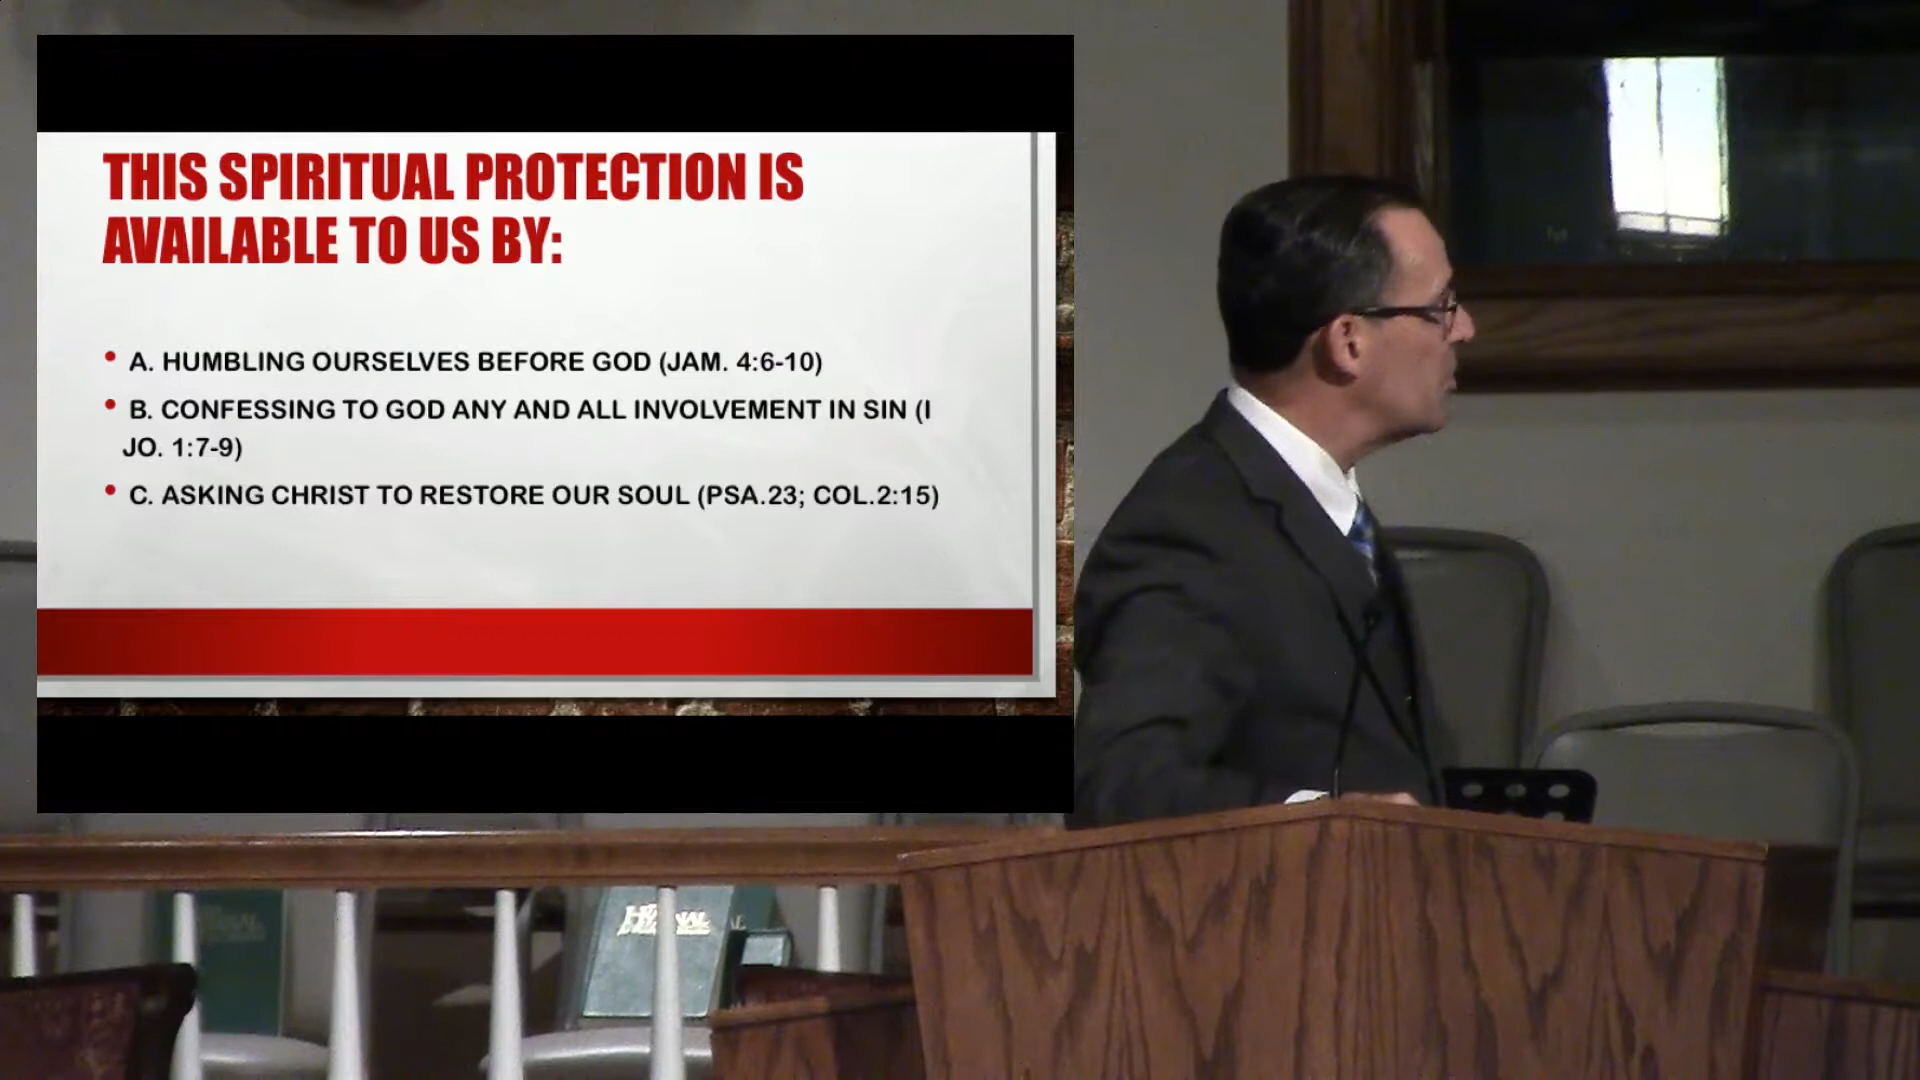 THIS SPIRITUAL PROTECTION IS
AVAILABLE TO US BY:
• A. HUMBLING OURSELVES BEFORE GOD (JAM. 4:6-10)
• B. CONFESSING TO GOD ANY AND ALL INVOLVEMENT IN SIN (I
JO. 1:7-9)
• C. ASKING CHRIST TO RESTORE OUR SOUL (PSA.23; COL.2:15)